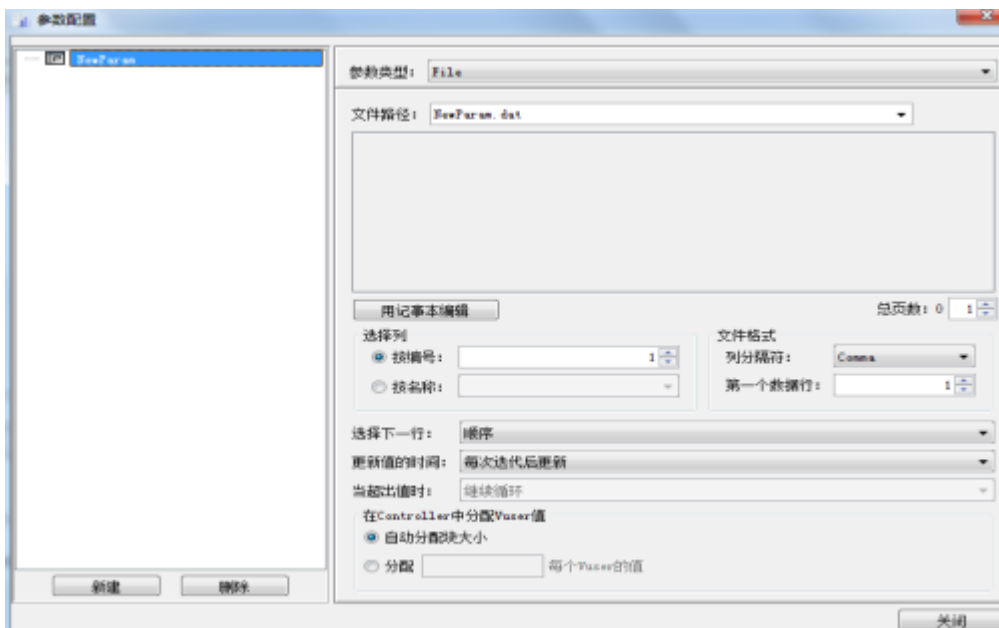 参数配置
NewParam
参数类型: File
文件路径: NewParam.dat
用记事本编辑
总页数: 0 1
选择列
按编号: 1
按名称:
文件格式
列分隔符: Comma
第一个数据行: 1
选择下一行: 顺序
更新值的时间: 每次迭代后更新
当超出值时: 继续循环
在Controller中分配Vuser值
自动分配块大小
分配 每个Vuser的值
新建 删除
关闭